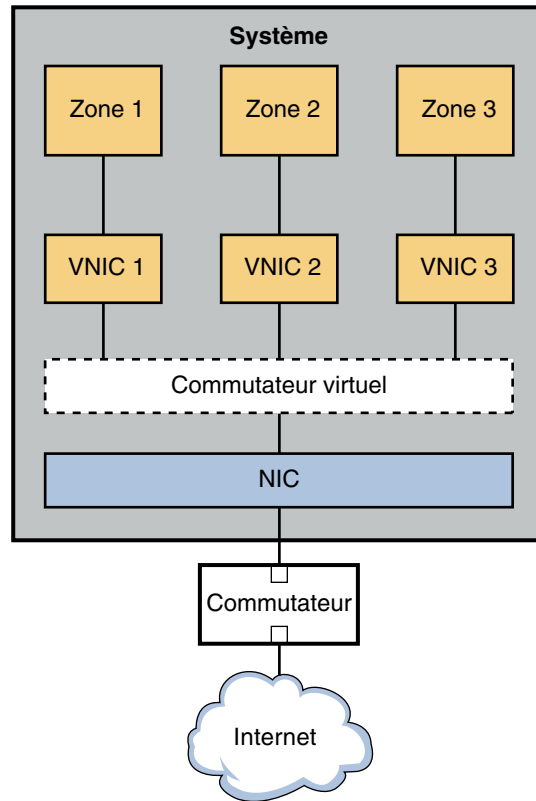 Système
Zone 1 Zone 2 Zone 3
VNIC 1 VNIC 2 VNIC 3
Commutateur virtuel
NIC
Commutateur
Internet